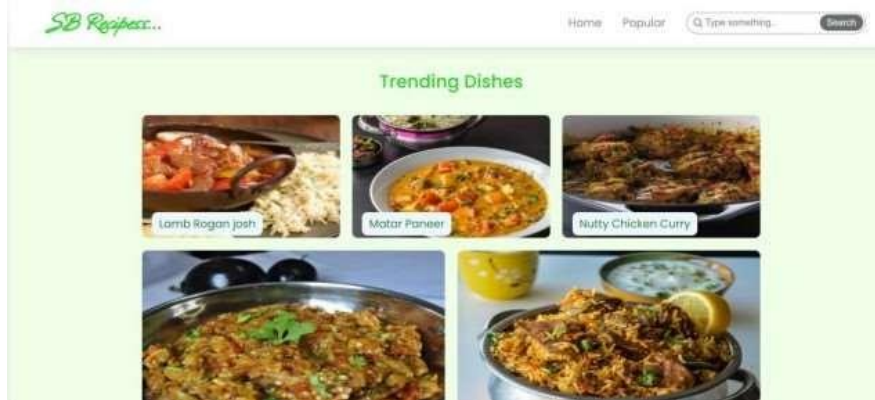 SB Recipess...
Home Popular Type something... Search
Trending Dishes
Lamb Rogan josh Matar Paneer Nutty Chicken Curry